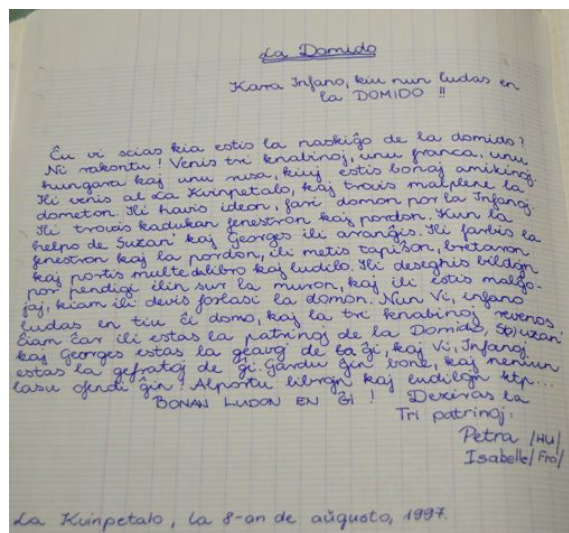 La Domido
Kara Infano, kiu nun ludas en
la DOMIDO !!
Ĉu vi scias kia estis la naskiĝo de la domido?
Ni rakontu! Venis tri knabinoj, unu franca, unu
hungara kaj unu rusa, kiuj estis bonaj amikinoj.
Ili venis al La Kvinpetalo, kaj trovis malplene la
dometon. Ili havis ideon, fari domon por la Infanoj.
Ili trovis kadukan fenestron kaj pordon. Kun la
helpo de Suzan' kaj Georges ili aranĝis. Ili farbis la
fenestron kaj la pordon, ili metis tapiŝon, bretaron
kaj portis multe da libro kaj ludilo. Ili deseghis bildojn
por pendigi ilin sur la muron, kaj ili estis malgo-
jaj, kiam ili devis forlasi la domon. Nun Vi, infano
ludas en tiu ĉi domo, kaj la tri knabinoj revenos
ĉiam ĉar ili estas la patrinoj de la Domido, Suzan
kaj Georges estas la geavoj de ĝi, kaj Vi, Infanoj
estas la gefratoj de ĝi. Gardu ĝin bone, kaj neniun
lasu ofendi ĝin! Alportu librojn kaj ludilojn ktp...
BONAN LUDON EN ĜI ! Deziras la
Tri patrinoj:
Petra /HU/
Isabelle/ Fra/
La Kvinpetalo, la 8-an de aŭgusto, 1997.